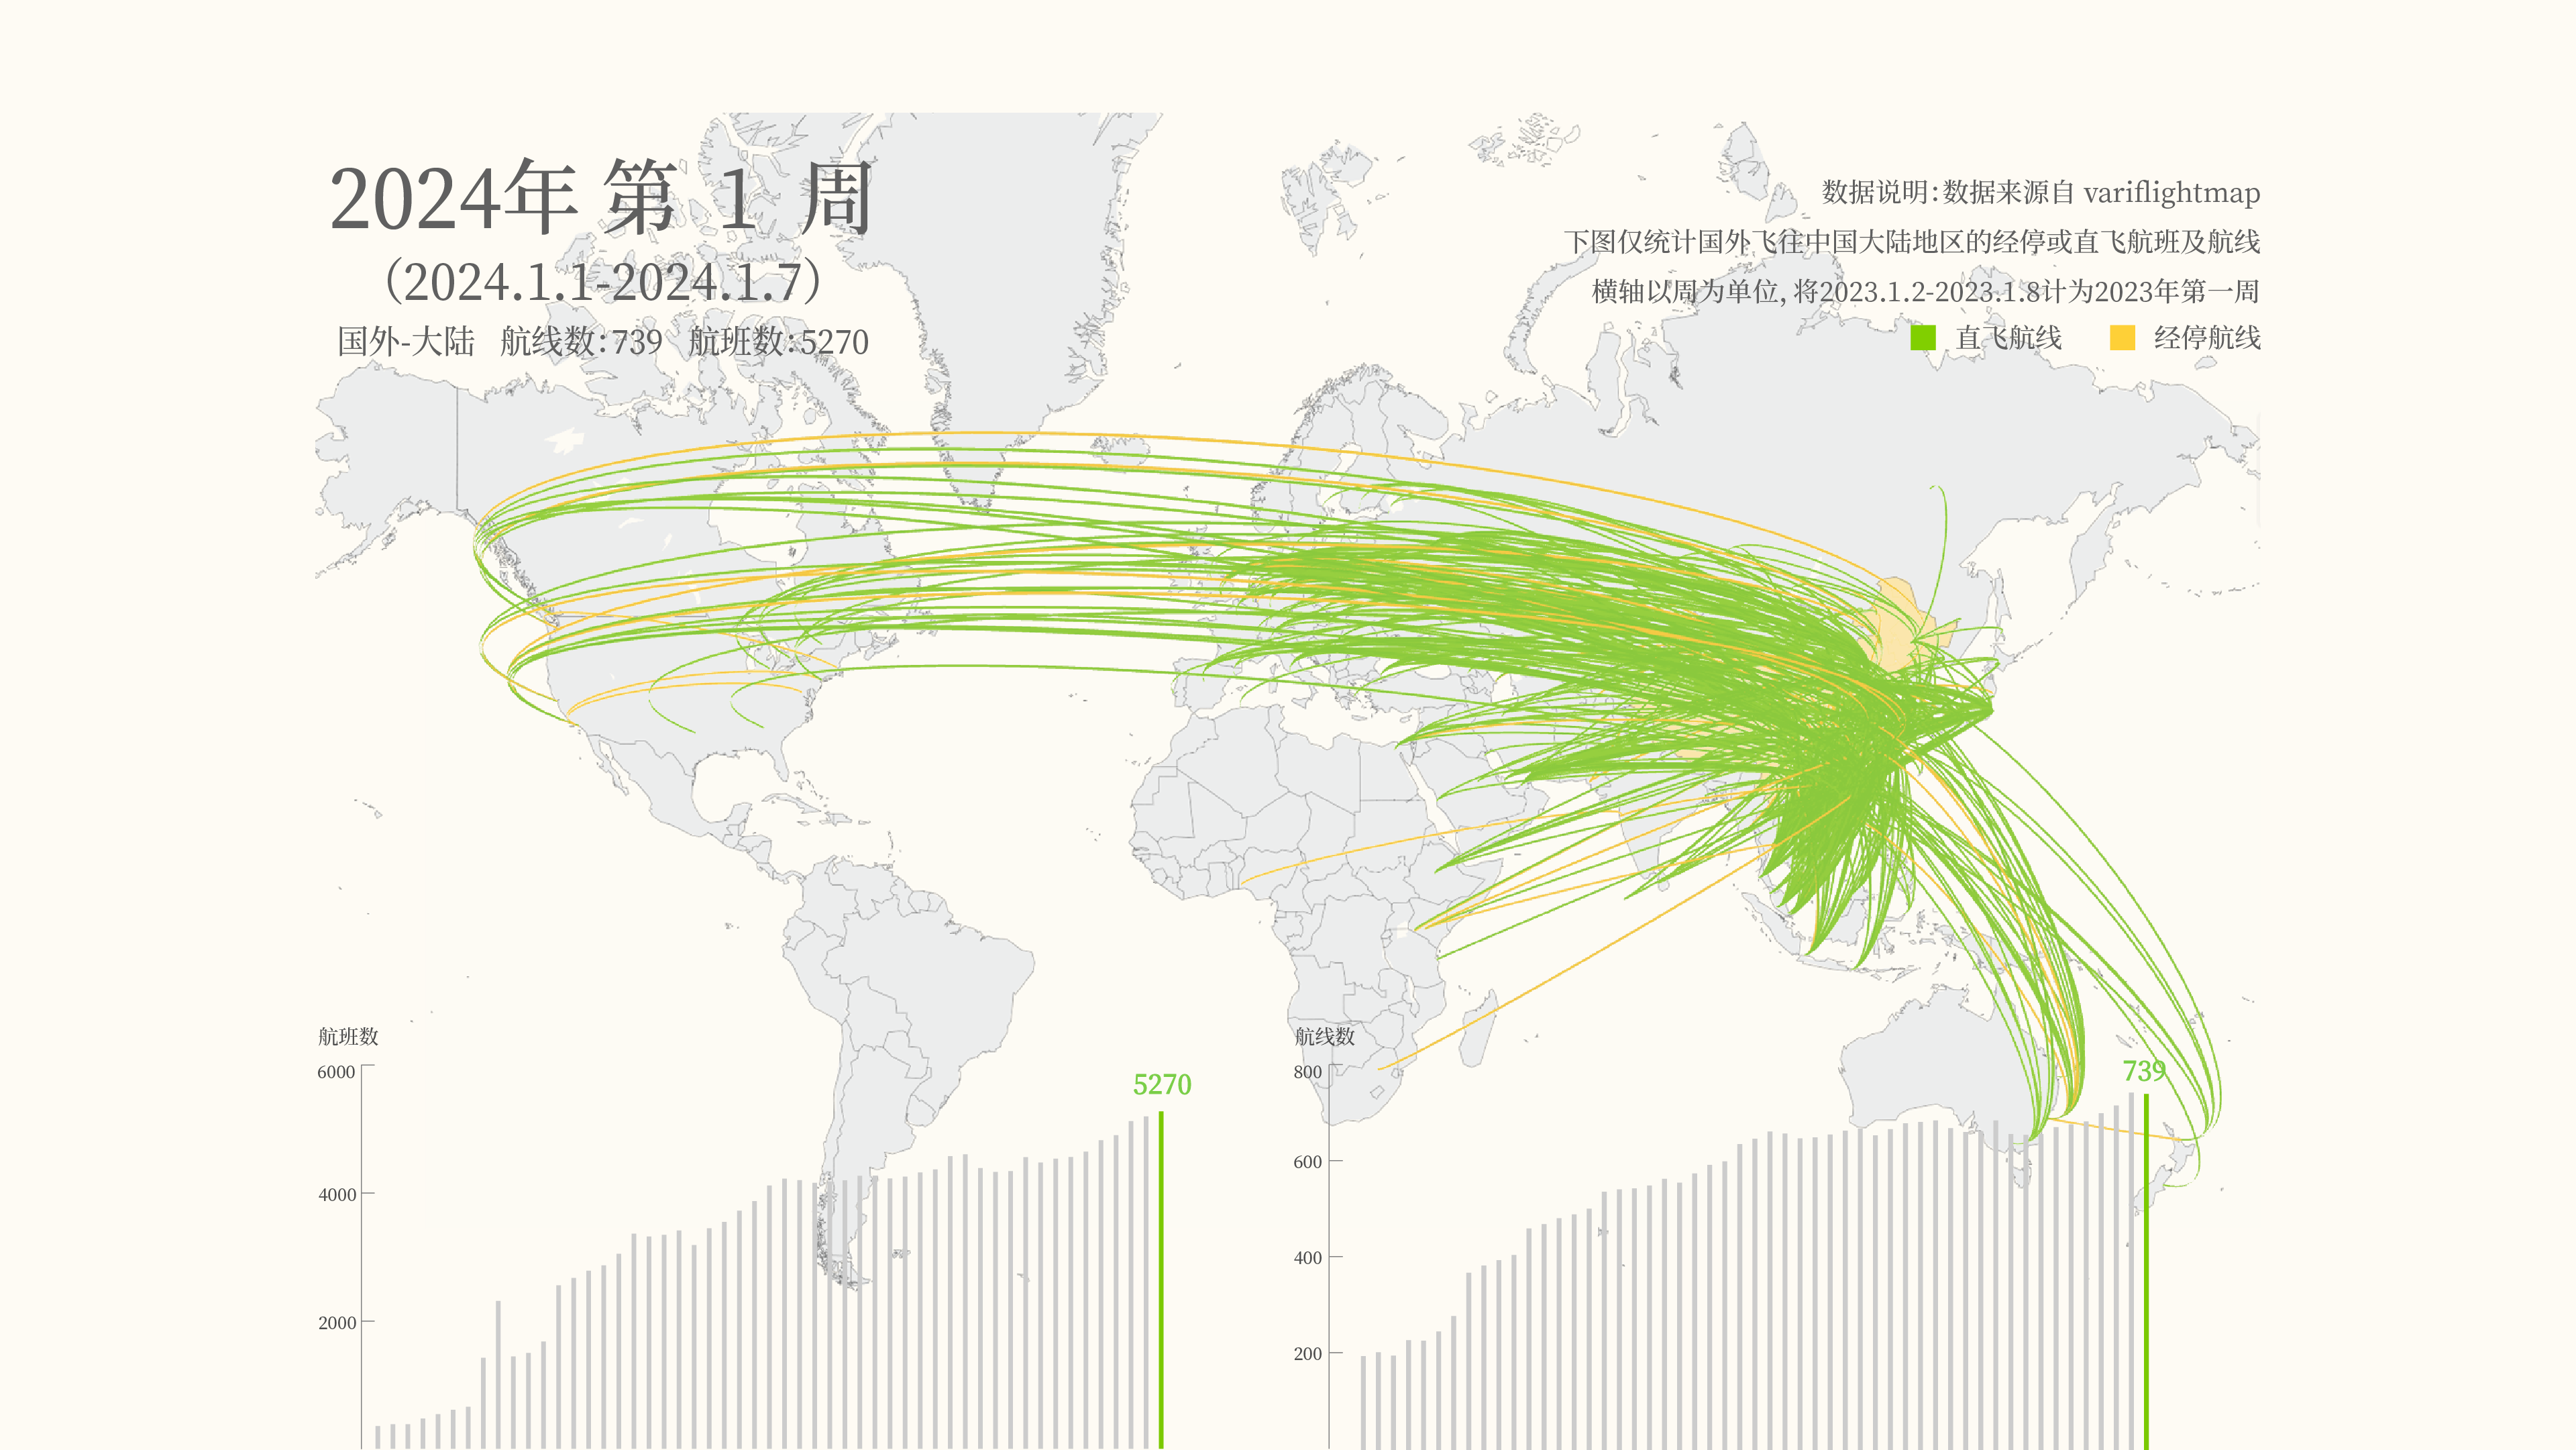 2024年 第 1 周
（2024.1.1-2024.1.7）
国外-大陆 航线数：739 航班数：5270
数据说明：数据来源自 variflightmap
下图仅统计国外飞往中国大陆地区的经停或直飞航班及航线
横轴以周为单位，将2023.1.2-2023.1.8计为2023年第一周
直飞航线 经停航线
航班数
6000
4000
2000
5270
航线数
800
600
400
200
739